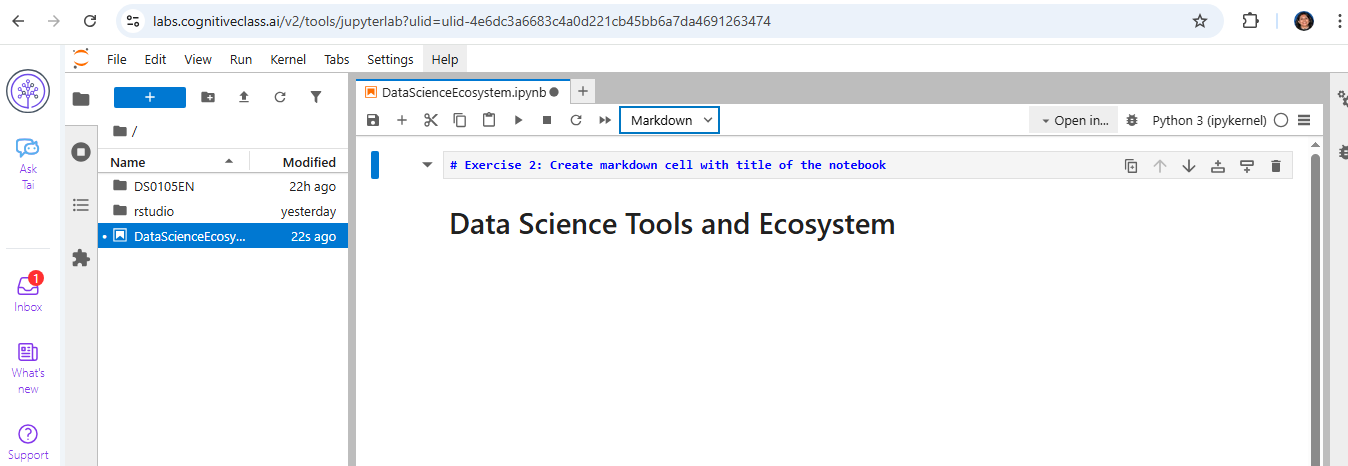 labs.cognitiveclass.ai/v2/tools/jupyterlab?ulid=ulid-4e6dc3a6683c4a0d221cb45bb6a7da4691263474
File Edit View Run Kernel Tabs Settings Help
Ask
Tai
1
Inbox
What's
new
Support
+
/
Name Modified
DS0105EN 22h ago
rstudio yesterday
DataScienceEcosy... 22s ago
DataScienceEcosystem.ipynb
Markdown
Open in...
Python 3 (ipykernel)
# Exercise 2: Create markdown cell with title of the notebook
Data Science Tools and Ecosystem